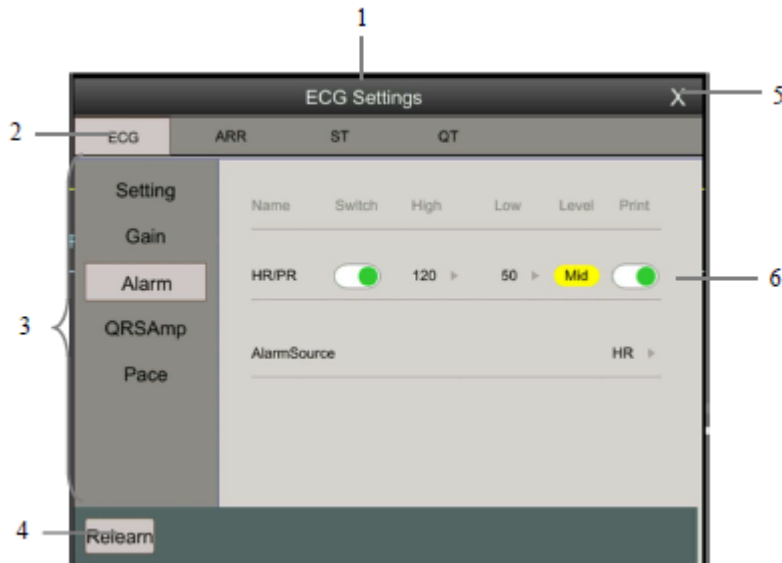 1
ECG Settings X 5
2 ECG ARR ST QT
Setting
Name Switch High Low Level Print
Gain
Alarm HR/PR 120 50 Mid 6
3 QRSAmp
AlarmSource HR
Pace
4 Relearn